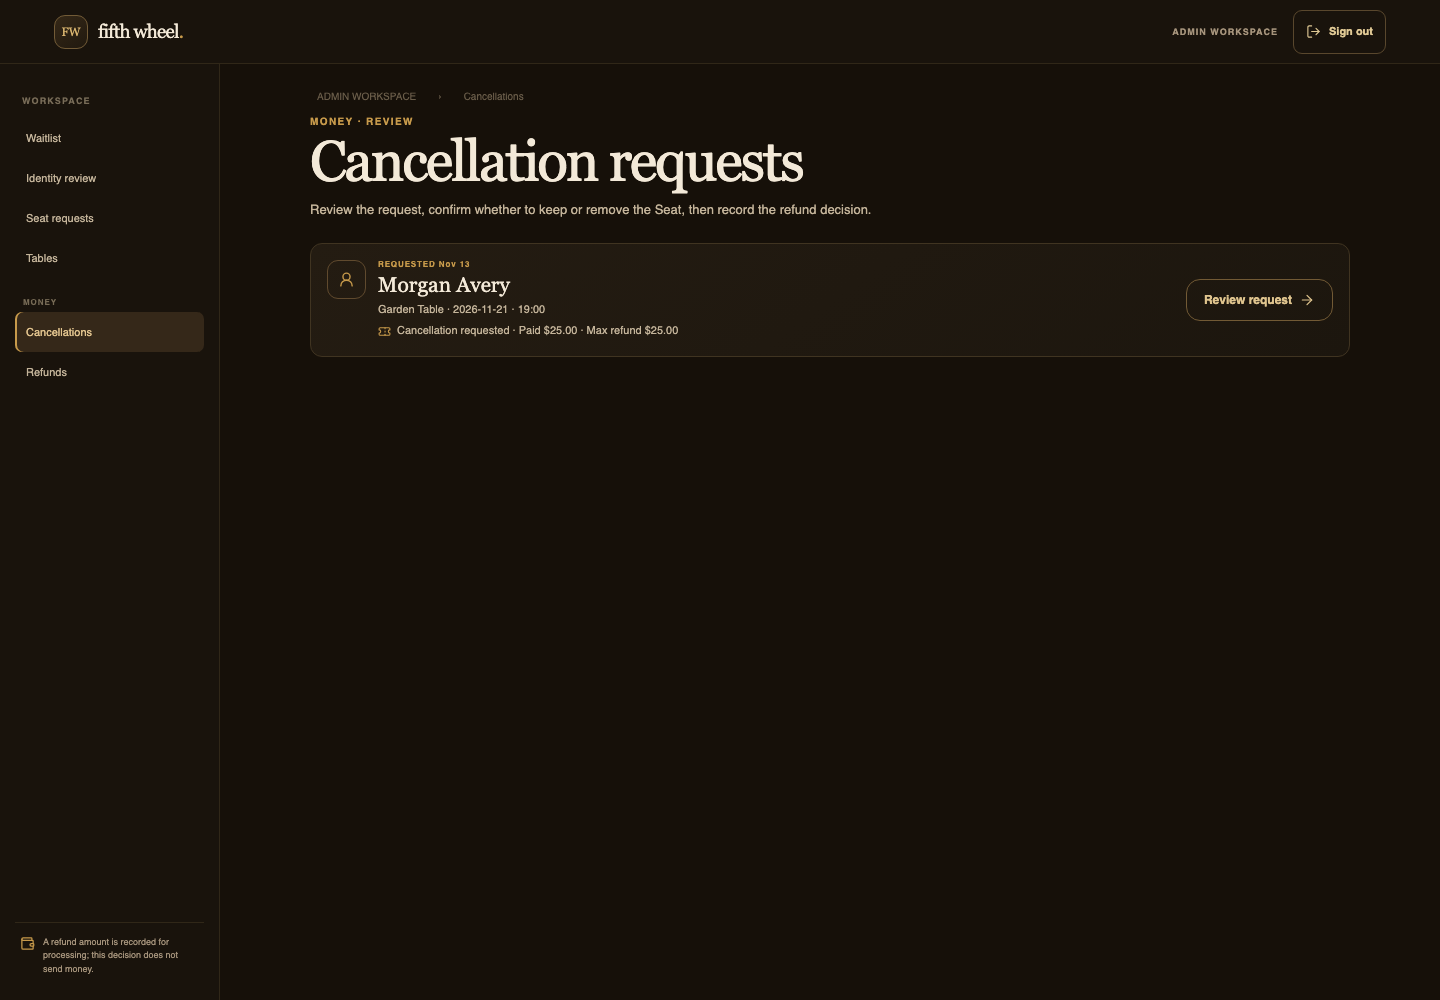 FW
fifth wheel.
ADMIN WORKSPACE
Sign out
WORKSPACE
Waitlist
Identity review
Seat requests
Tables
MONEY
Cancellations
Refunds
A refund amount is recorded for
processing; this decision does not
send money.
ADMIN WORKSPACE › Cancellations
MONEY · REVIEW
Cancellation requests
Review the request, confirm whether to keep or remove the Seat, then record the refund decision.
REQUESTED Nov 13
Morgan Avery
Garden Table · 2026-11-21 · 19:00
Cancellation requested · Paid $25.00 · Max refund $25.00
Review request